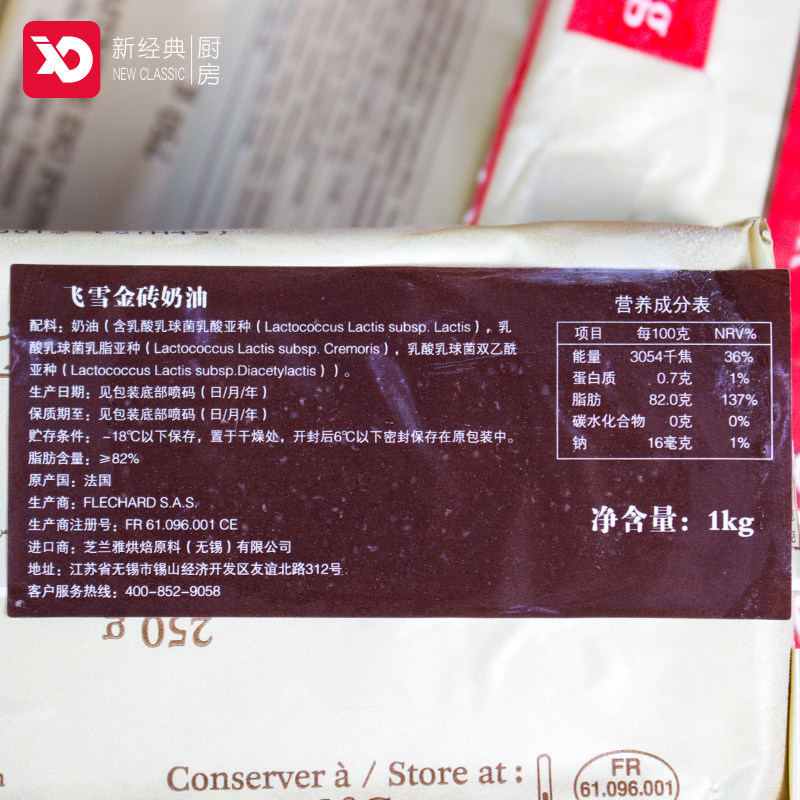 新经典
NEW CLASSIC
厨房
飞雪金砖奶油
配料：奶油（含乳酸乳球菌乳酸亚种（Lactococcus Lactis subsp. Lactis），乳
酸乳球菌乳脂亚种（Lactococcus Lactis subsp. Cremoris），乳酸乳球菌双乙酰
亚种（Lactococcus Lactis subsp.Diacetylactis））。
生产日期：见包装底部喷码（日/月/年）
保质期至：见包装底部喷码（日/月/年）
贮存条件：-18℃以下保存，置于干燥处，开封后6℃以下密封保存在原包装中。
脂肪含量：≥82%
原产国：法国
生产商：FLECHARD S.A.S.
生产商注册号：FR 61.096.001 CE
进口商：芝兰雅烘焙原料（无锡）有限公司
地址：江苏省无锡市锡山经济开发区友谊北路312号
客户服务热线：400-852-9058
营养成分表
项目 每100克 NRV%
能量 3054千焦 36%
蛋白质 0.7克 1%
脂肪 82.0克 137%
碳水化合物 0克 0%
钠 16毫克 1%
净含量：1kg
250 g
Conserver à / Store at :
FR
61.096.001